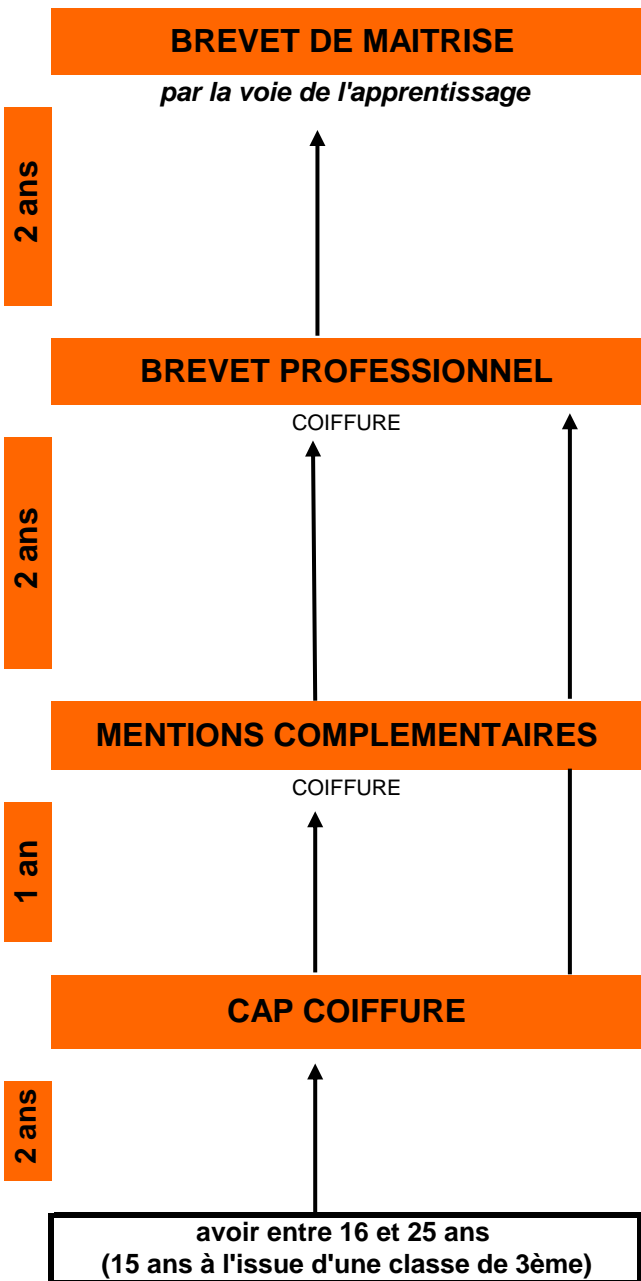 BREVET DE MAITRISE
par la voie de l'apprentissage
2 ans
BREVET PROFESSIONNEL
COIFFURE
2 ans
MENTIONS COMPLEMENTAIRES
COIFFURE
1 an
CAP COIFFURE
2 ans
avoir entre 16 et 25 ans
(15 ans à l'issue d'une classe de 3ème)